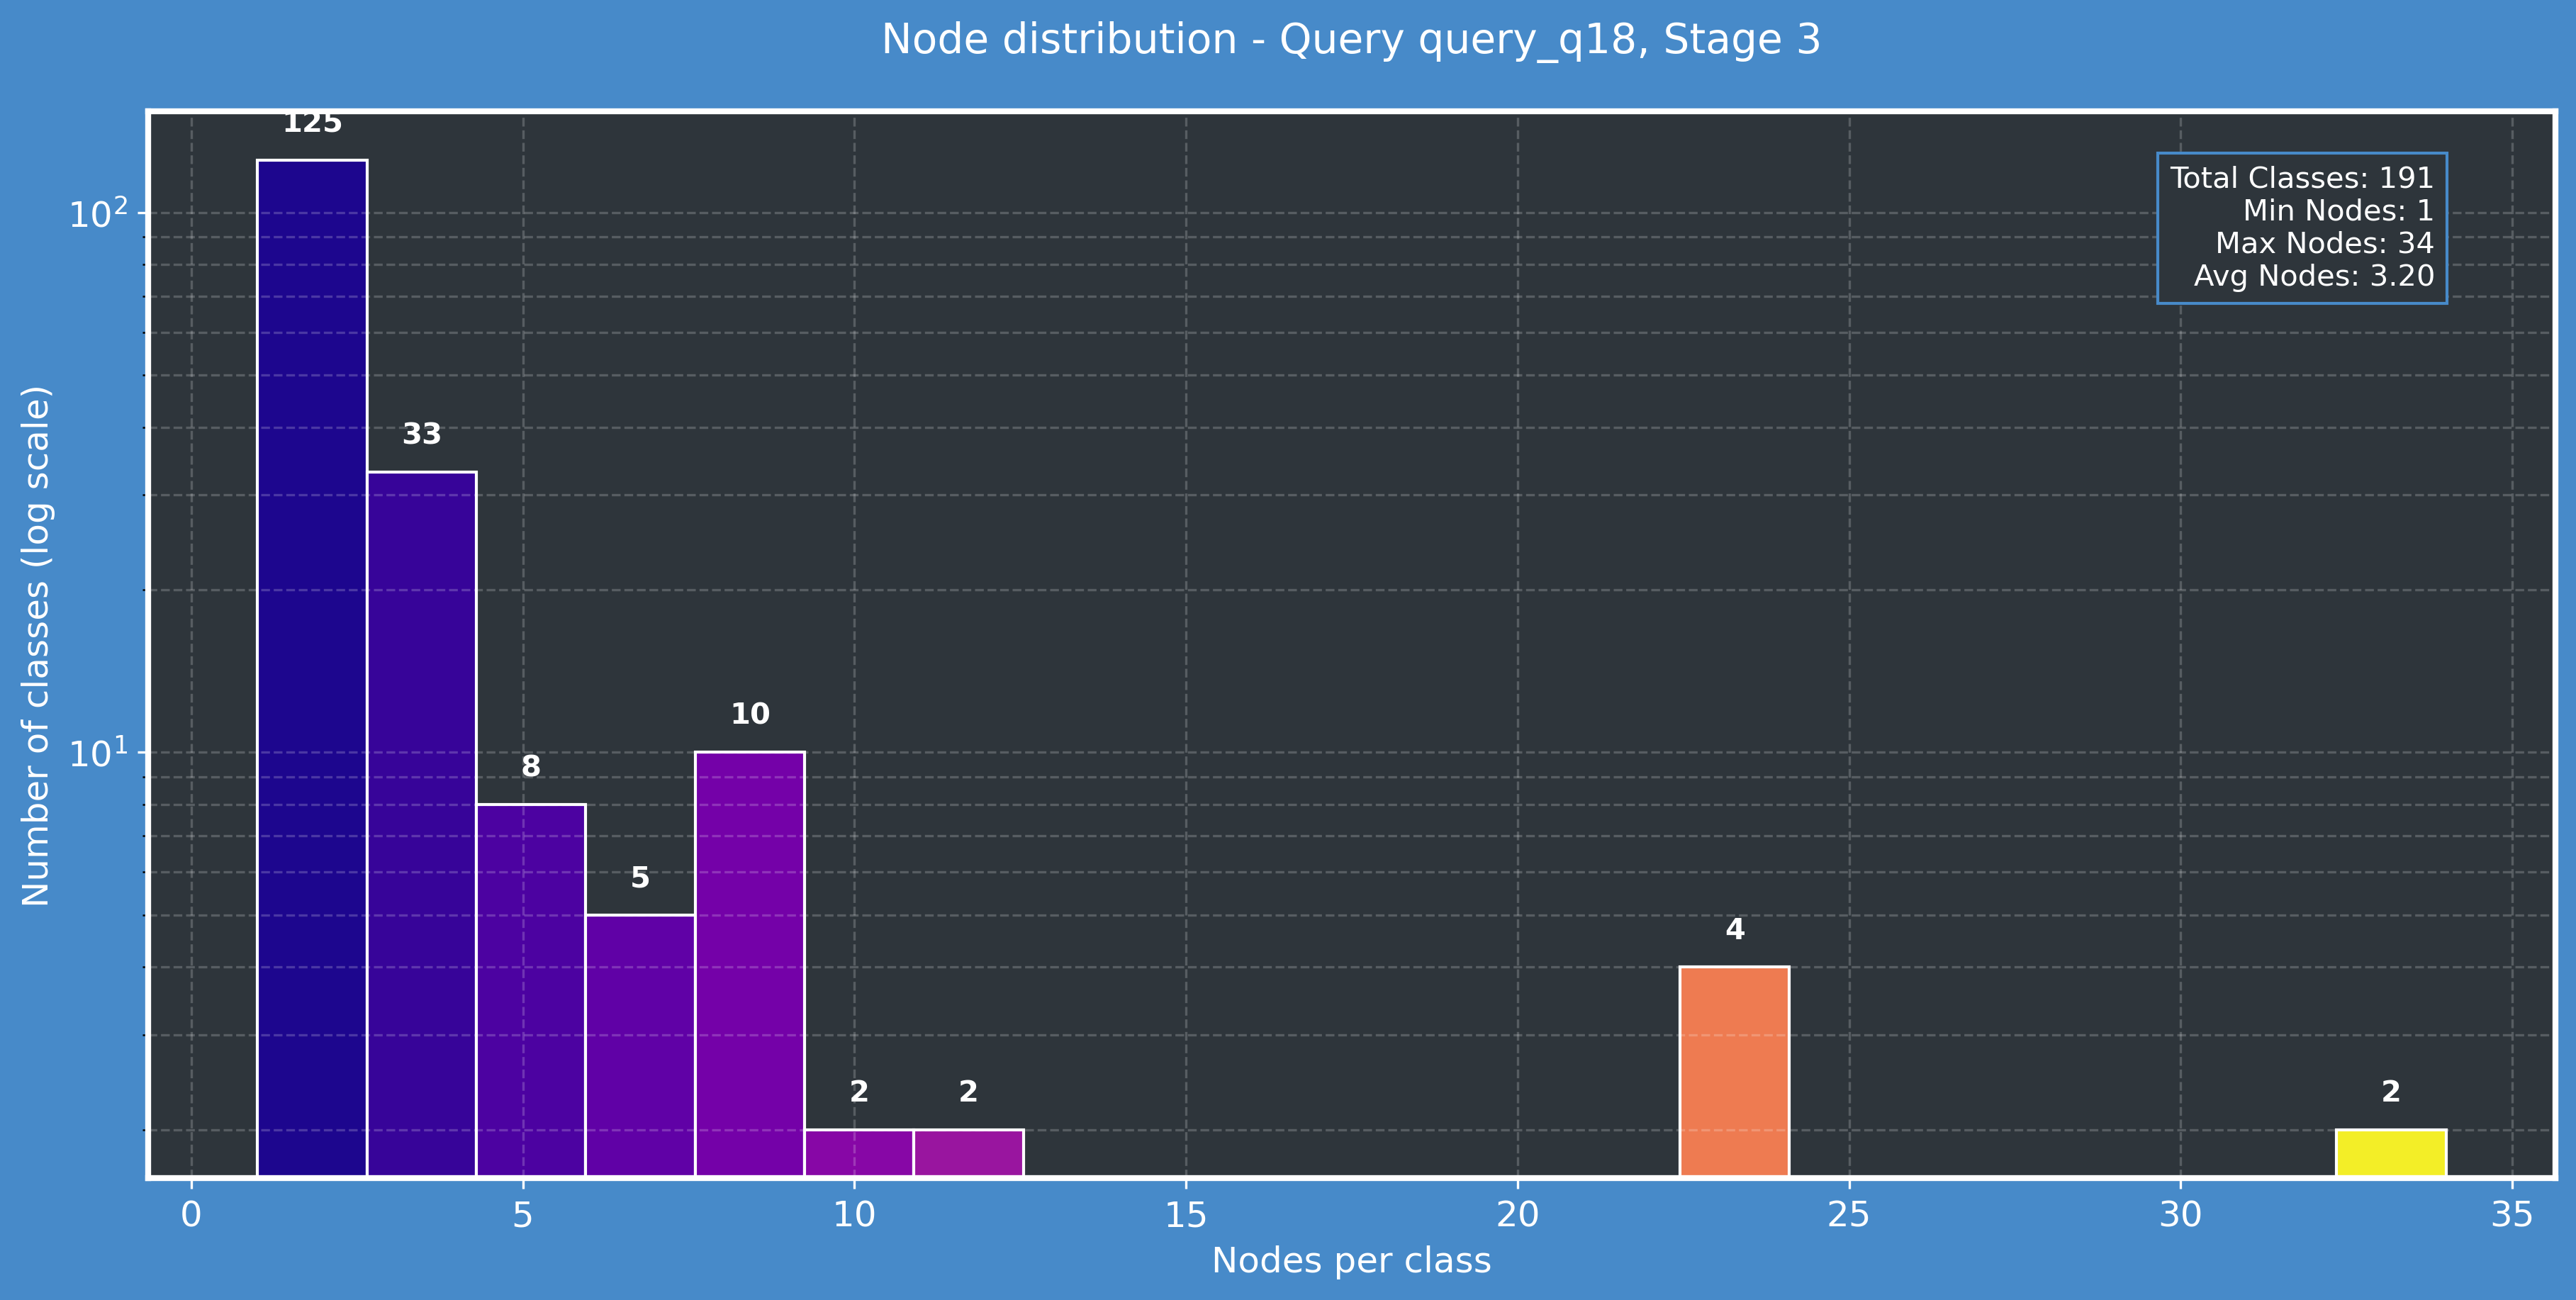 Node distribution - Query query_q18, Stage 3
Number of classes (log scale)
10²
10¹
125
33
8
5
10
2
2
4
2
Total Classes: 191
Min Nodes: 1
Max Nodes: 34
Avg Nodes: 3.20
0 5 10 15 20 25 30 35
Nodes per class